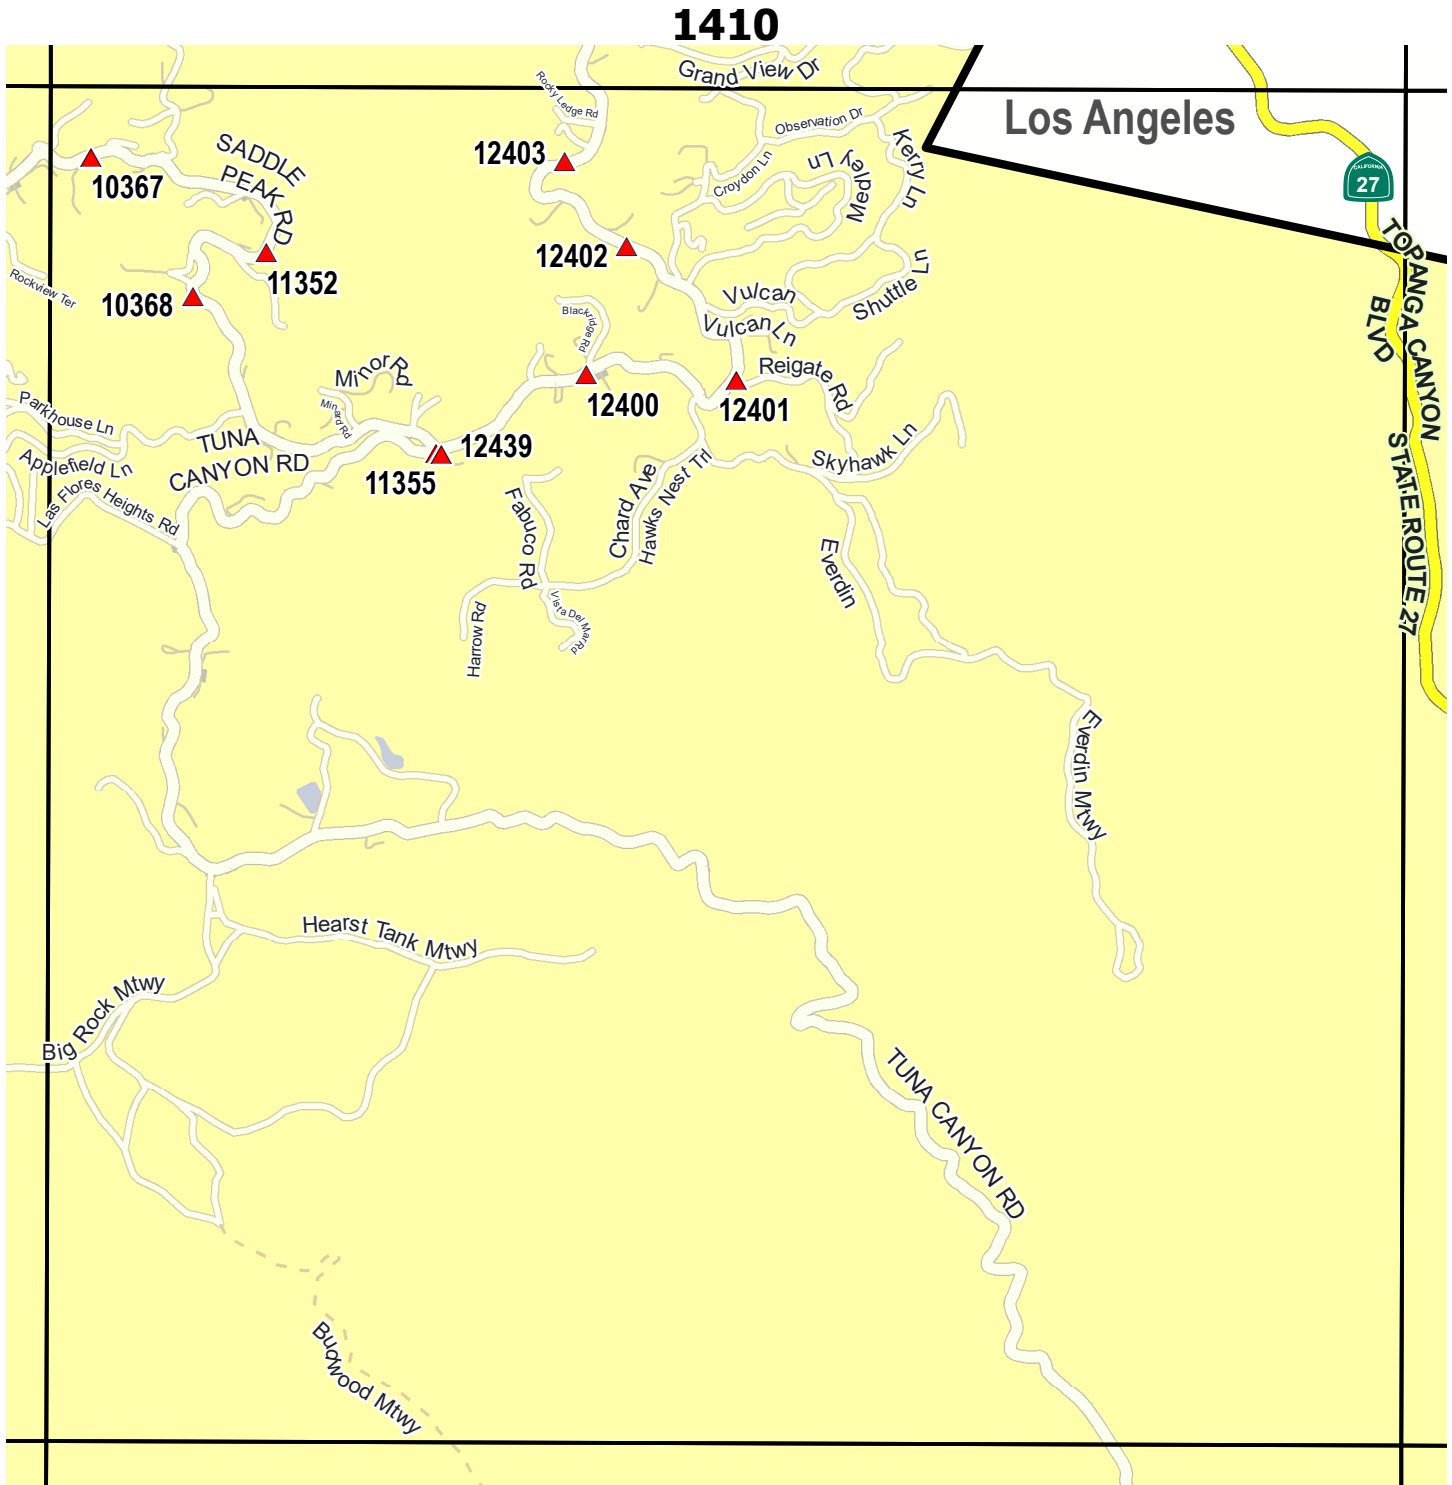 1410
Grand View Dr
Rocky Ledge Rd
Los Angeles
Observation Dr
Kerry Ln
SADDLE
PEAK RD
12403
10367
Croydon Ln
Medley Ln
CALIFORNIA
27
TOPANGA CANYON
BLVD
STATE ROUTE 27
12402
11352
Rockview Ter
10368
Vulcan
Shuttle Ln
Blackridge Rd
Vulcan Ln
Minor Rd
Reigate Rd
12400
12401
Parkhouse Ln
Minard Rd
TUNA
CANYON RD
12439
11355
Skyhawk Ln
Applefield Ln
Las Flores Heights Rd
Fabuco Rd
Chard Ave
Hawks Nest Trl
Everdin
Harrow Rd
Vista Del Mar Rd
Everdin Mtwy
Hearst Tank Mtwy
Big Rock Mtwy
TUNA CANYON RD
Budwood Mtwy